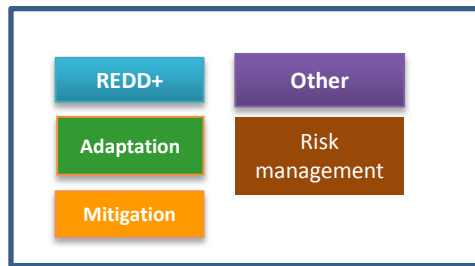 REDD+
Other
Adaptation
Risk
management
Mitigation